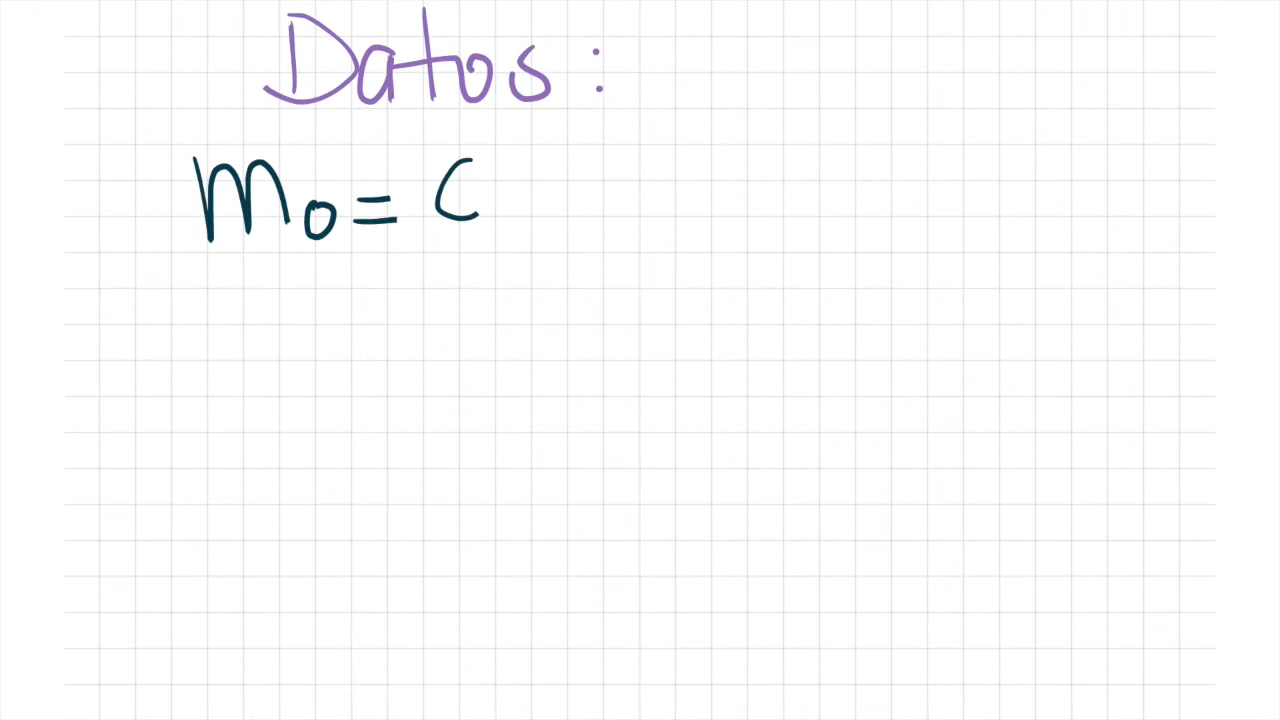 Datos:
m₀ = C